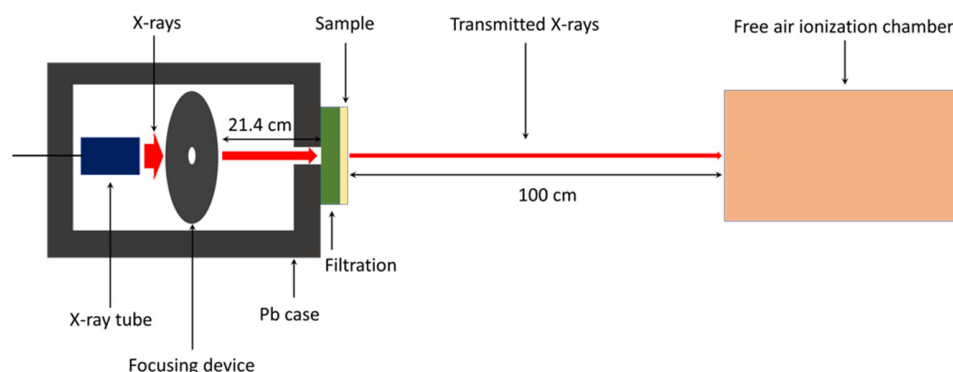 X-rays
Sample
Transmitted X-rays
Free air ionization chamber
21.4 cm
100 cm
Filtration
X-ray tube
Pb case
Focusing device